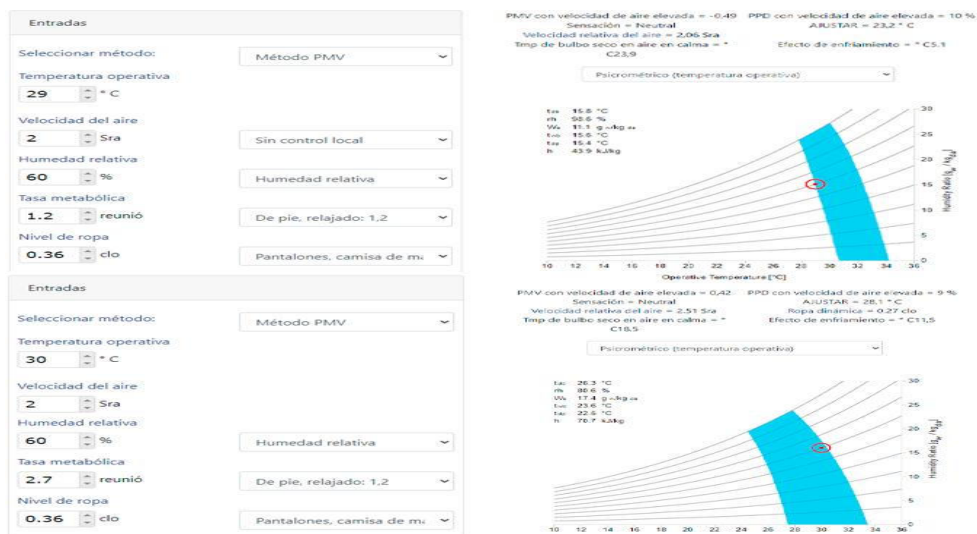 Entradas
Seleccionar método:
Método PMV
Temperatura operativa
29 ° C
Velocidad del aire
2 Sra
Sin control local
Humedad relativa
60 %
Humedad relativa
Tasa metabólica
1.2 reunió
De pie, relajado: 1,2
Nivel de ropa
0.36 clo
Pantalones, camisa de ma
PMV con velocidad de aire elevada = -0,49 PPD con velocidad de aire elevada = 10 %
Sensación = Neutral AJUSTAR = 23,2 ° C
Velocidad relativa del aire = 2,06 Sra
Tmp de bulbo seco en aire en calma = ° Efecto de enfriamiento = ° C5.1
C23,9
Psicrométrico (temperatura operativa)
15.8 °C
rh 98.6 %
11.1
15.6 °C
15.4 °C
h 43.9 kJ/kg
30
25
20
15
10
5
0
Humidity Ratio [gw / kgda]
10 12 14 16 18 20 22 24 26 28 30 32 34 36
Operative Temperature [°C]
Entradas
Seleccionar método:
Método PMV
Temperatura operativa
30 ° C
Velocidad del aire
2 Sra
Humedad relativa
60 %
Humedad relativa
Tasa metabólica
2.7 reunió
De pie, relajado: 1,2
Nivel de ropa
0.36 clo
Pantalones, camisa de ma
PMV con velocidad de aire elevada = 0,42 PPD con velocidad de aire elevada = 9 %
Sensación = Neutral AJUSTAR = 28,1 ° C
Velocidad relativa del aire = 2.51 Sra Ropa dinámica = 0.27 clo
Tmp de bulbo seco en aire en calma = ° Efecto de enfriamiento = ° C11,5
C18,5
Psicrométrico (temperatura operativa)
26.3 °C
rh 80.6 %
17.4
23.6 °C
22.6 °C
h 70.7 kJ/kg
30
25
20
15
10
5
0
Humidity Ratio [gw / kgda]
10 12 14 16 18 20 22 24 26 28 30 32 34 36